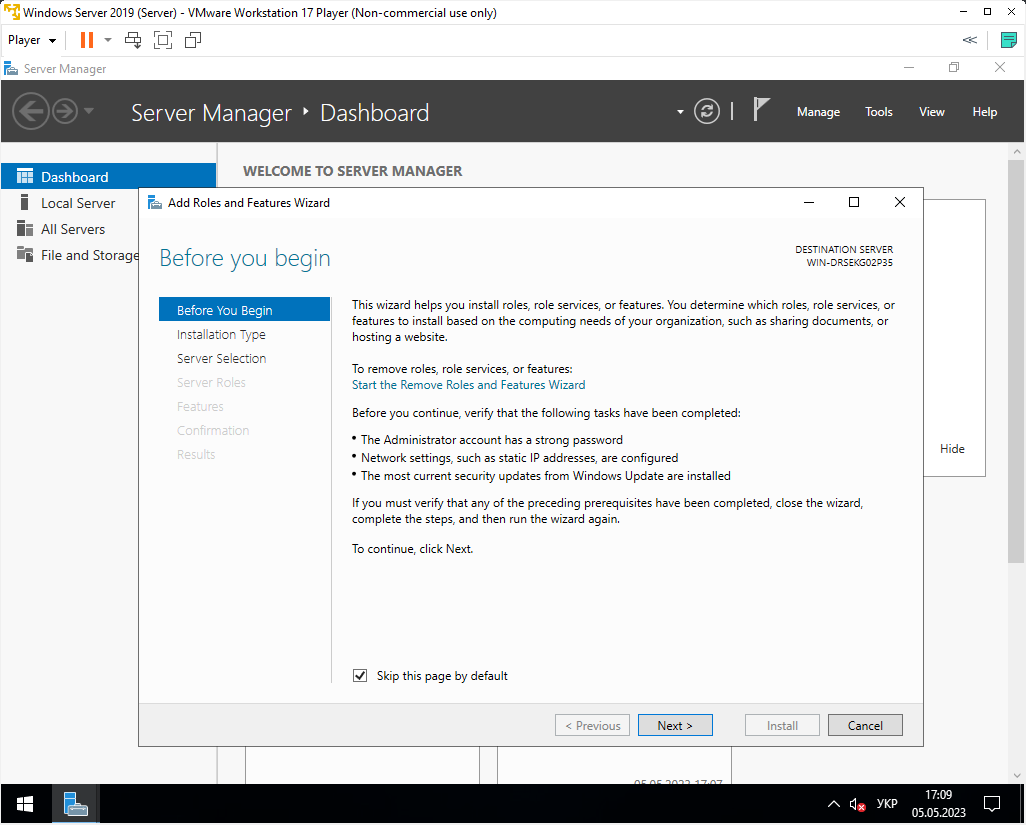 Windows Server 2019 (Server) - VMware Workstation 17 Player (Non-commercial use only)
Player
Server Manager
Server Manager ‣ Dashboard
Manage Tools View Help
WELCOME TO SERVER MANAGER
Dashboard
Local Server
All Servers
File and Storage
Add Roles and Features Wizard
Before you begin
DESTINATION SERVER
WIN-DRSEKG02P35
Before You Begin
Installation Type
Server Selection
Server Roles
Features
Confirmation
Results
This wizard helps you install roles, role services, or features. You determine which roles, role services, or
features to install based on the computing needs of your organization, such as sharing documents, or
hosting a website.
To remove roles, role services, or features:
Start the Remove Roles and Features Wizard
Before you continue, verify that the following tasks have been completed:
• The Administrator account has a strong password
• Network settings, such as static IP addresses, are configured
• The most current security updates from Windows Update are installed
If you must verify that any of the preceding prerequisites have been completed, close the wizard,
complete the steps, and then run the wizard again.
To continue, click Next.
Hide
Skip this page by default
< Previous Next > Install Cancel
05.05.2023 17:07
УКР
17:09
05.05.2023